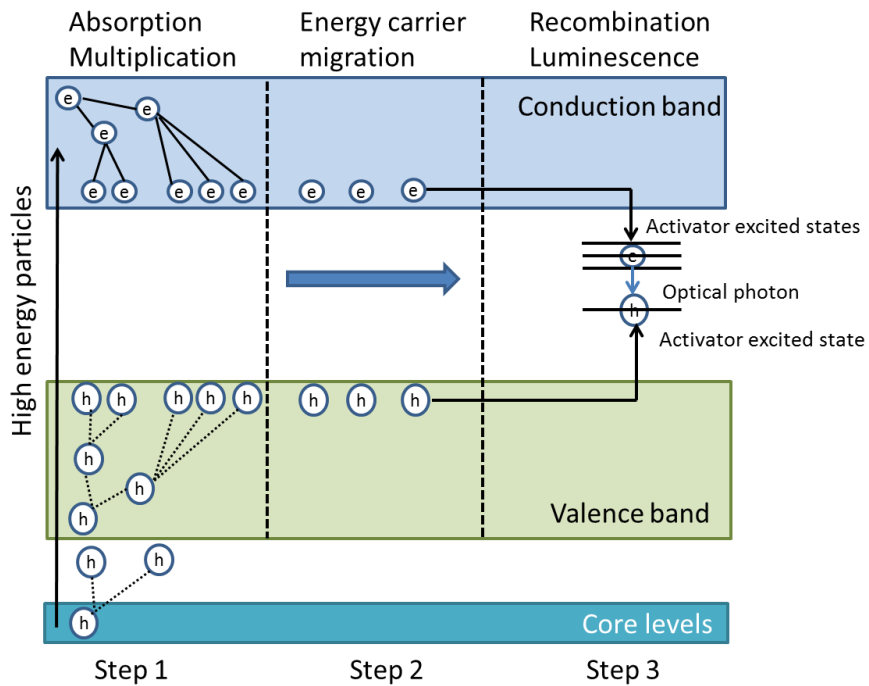 Absorption
Multiplication
Energy carrier
migration
Recombination
Luminescence
Conduction band
e
e
e
e e e e e
e e e
High energy particles
Activator excited states
e
Optical photon
h
Activator excited state
h h h h h
h h h
h
h
h
Valence band
h
h
h
Core levels
Step 1
Step 2
Step 3